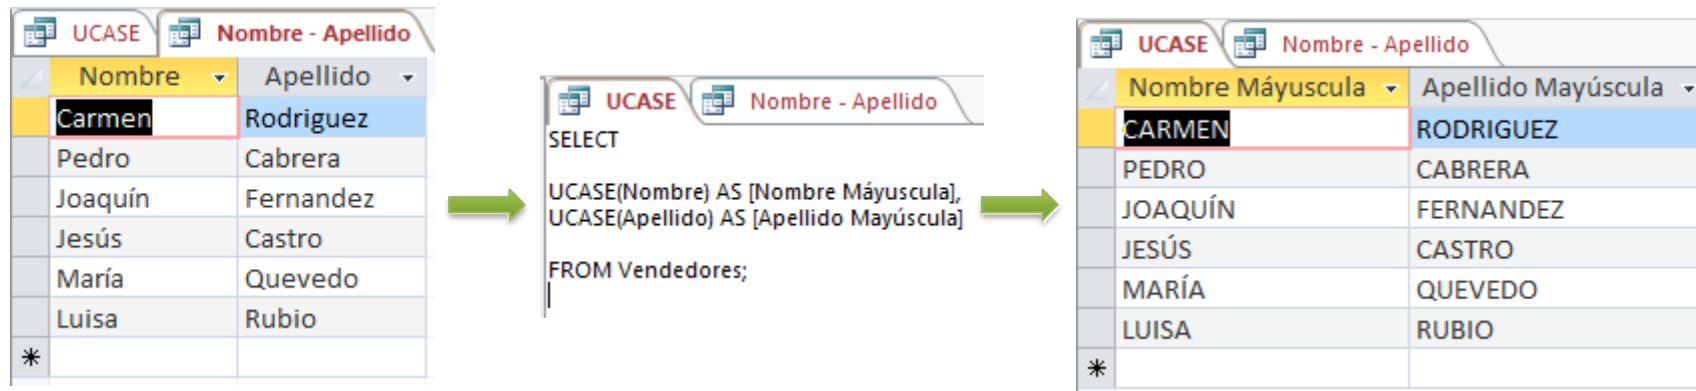 UCASE Nombre - Apellido
Nombre Apellido
Carmen Rodriguez
Pedro Cabrera
Joaquín Fernandez
Jesús Castro
María Quevedo
Luisa Rubio
UCASE Nombre - Apellido
SELECT
UCASE(Nombre) AS [Nombre Máyuscula],
UCASE(Apellido) AS [Apellido Mayúscula]
FROM Vendedores;
UCASE Nombre - Apellido
Nombre Máyuscula Apellido Mayúscula
CARMEN RODRIGUEZ
PEDRO CABRERA
JOAQUÍN FERNANDEZ
JESÚS CASTRO
MARÍA QUEVEDO
LUISA RUBIO